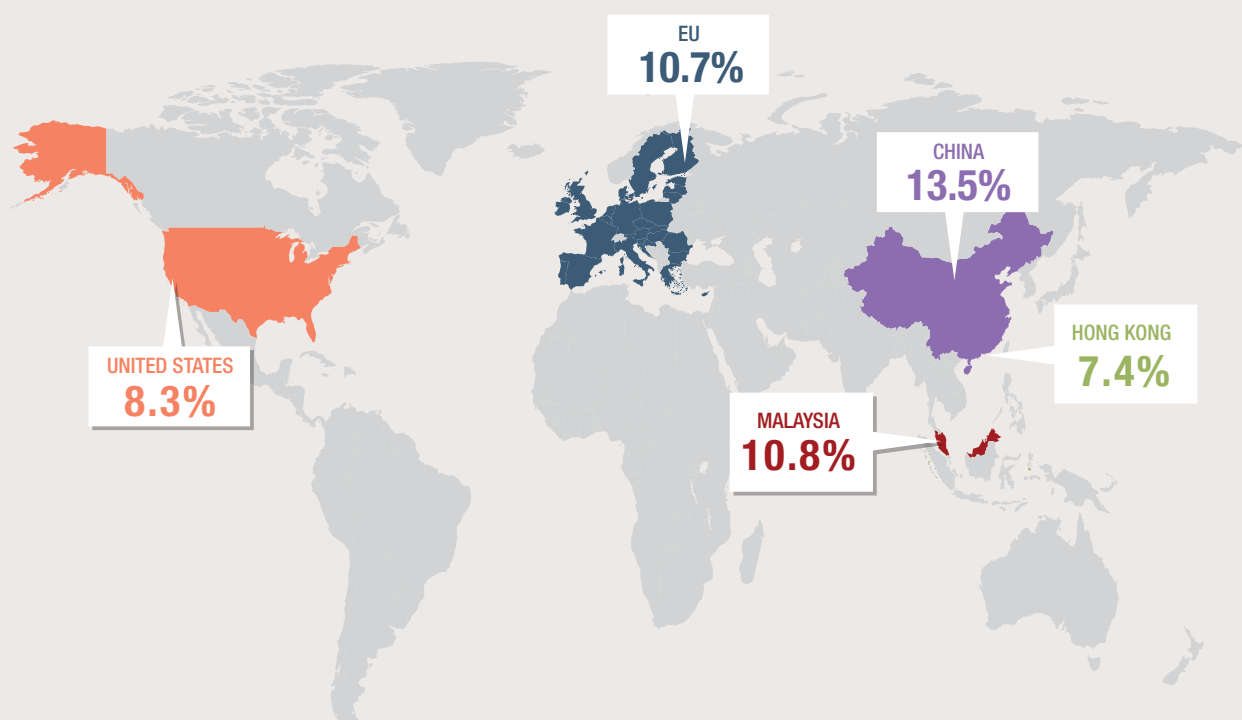 EU
10.7%
CHINA
13.5%
HONG KONG
7.4%
UNITED STATES
8.3%
MALAYSIA
10.8%